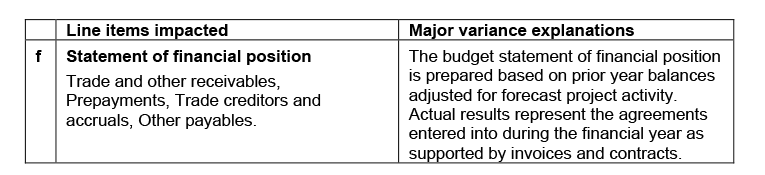 Line items impacted
Major variance explanations
f
Statement of financial position
Trade and other receivables,
Prepayments, Trade creditors and
accruals, Other payables.
The budget statement of financial position
is prepared based on prior year balances
adjusted for forecast project activity.
Actual results represent the agreements
entered into during the financial year as
supported by invoices and contracts.